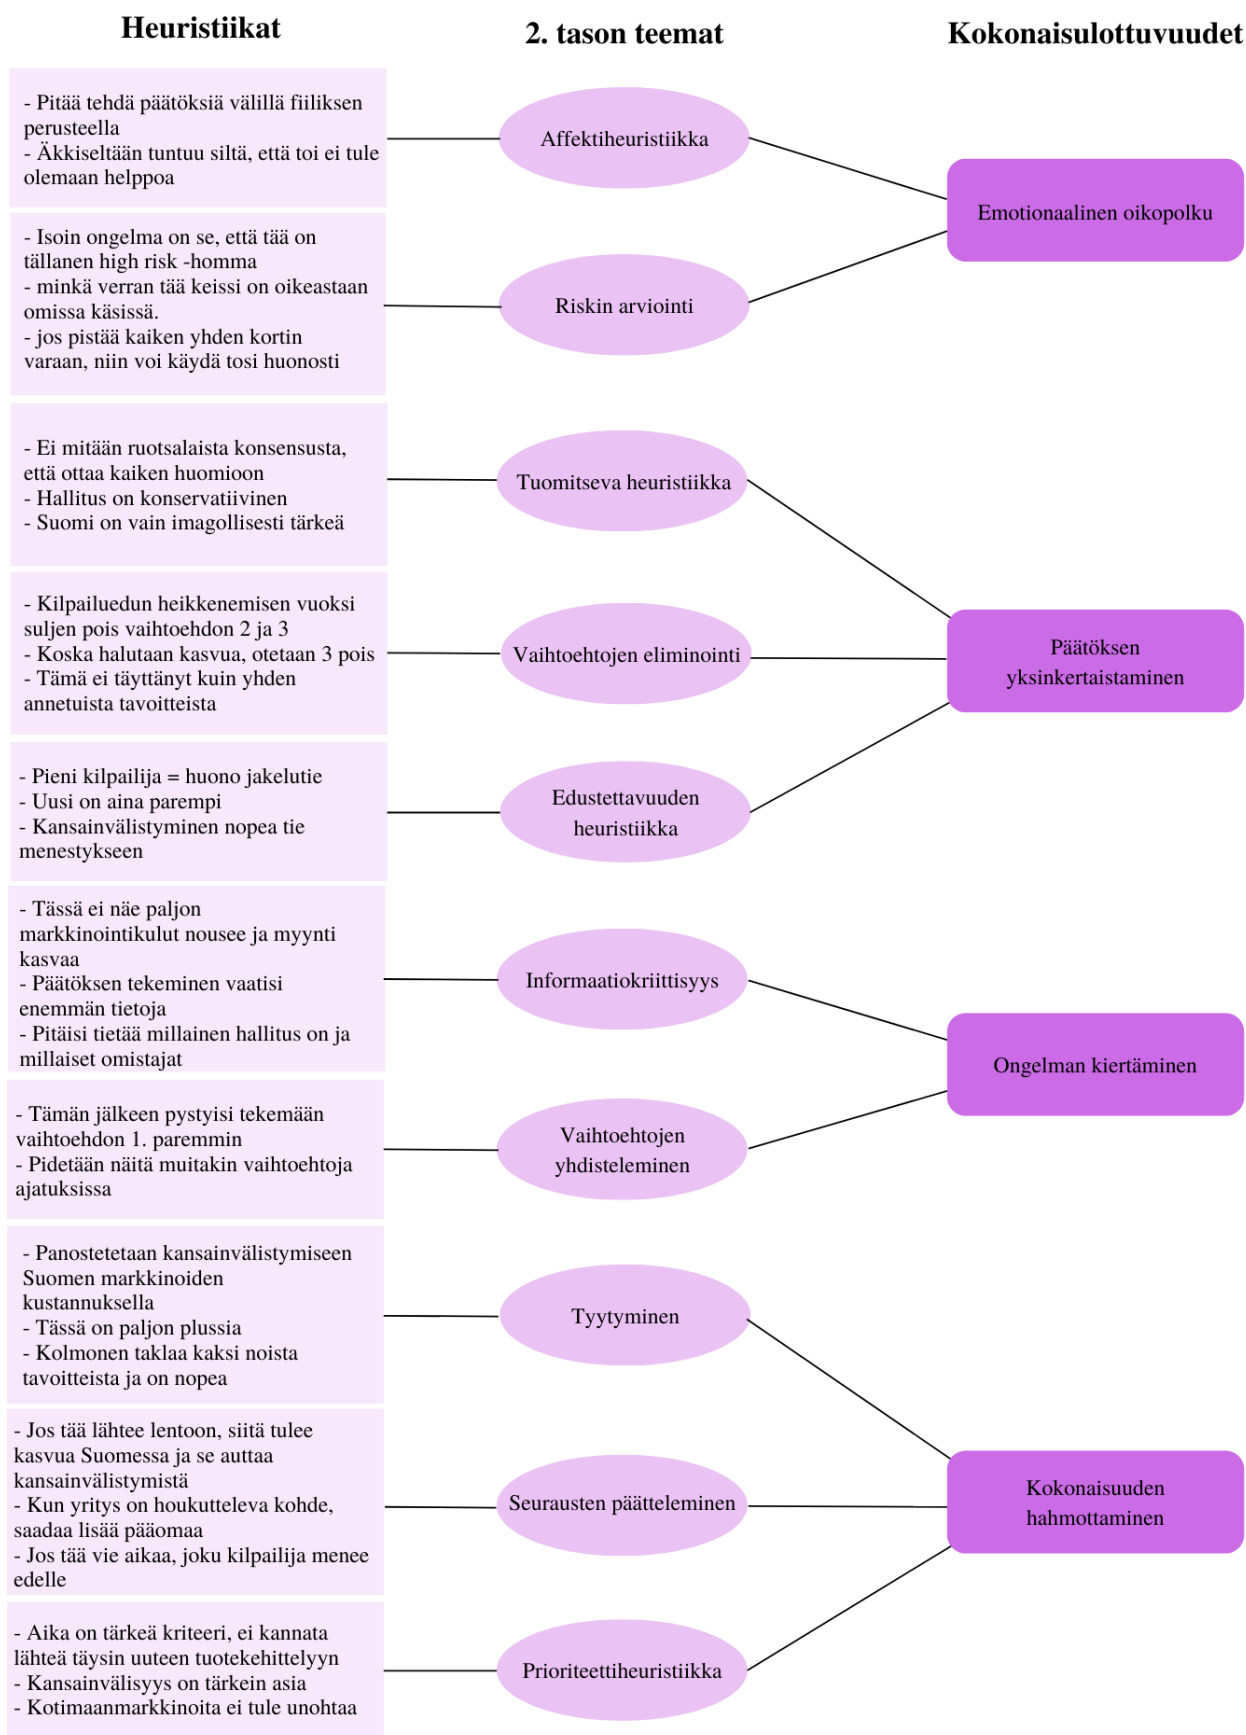 Heuristiikat
2. tason teemat
Kokonaisulottuvuudet
- Pitää tehdä päätöksiä välillä fiiliksen
perusteella
- Äkkiseltään tuntuu siltä, että toi ei tule
olemaan helppoa
Affektiheuristiikka
Emotionaalinen oikopolku
- Isoin ongelma on se, että tää on
tällanen high risk -homma
- minkä verran tää keissi on oikeastaan
omissa käsissä.
- jos pistää kaiken yhden kortin
varaan, niin voi käydä tosi huonosti
Riskin arviointi
- Ei mitään ruotsalaista konsensusta,
että ottaa kaiken huomioon
- Hallitus on konservatiivinen
- Suomi on vain imagollisesti tärkeä
Tuomitseva heuristiikka
- Kilpailuedun heikkenemisen vuoksi
suljen pois vaihtoehdon 2 ja 3
- Koska halutaan kasvua, otetaan 3 pois
- Tämä ei täyttänyt kuin yhden
annetuista tavoitteista
Vaihtoehtojen eliminointi
Päätöksen
yksinkertaistaminen
- Pieni kilpailija = huono jakelutie
- Uusi on aina parempi
- Kansainvälistyminen nopea tie
menestykseen
Edustettavuuden
heuristiikka
- Tässä ei näe paljon
markkinointikulut nousee ja myynti
kasvaa
- Päätöksen tekeminen vaatisi
enemmän tietoja
- Pitäisi tietää millainen hallitus on ja
millaiset omistajat
Informaatiokriittisyys
Ongelman kiertäminen
- Tämän jälkeen pystyisi tekemään
vaihtoehdon 1. paremmin
- Pidetään näitä muitakin vaihtoehtoja
ajatuksissa
Vaihtoehtojen
yhdisteleminen
- Panostetetaan kansainvälistymiseen
Suomen markkinoiden
kustannuksella
- Tässä on paljon plussia
- Kolmonen taklaa kaksi noista
tavoitteista ja on nopea
Tyytyminen
- Jos tää lähtee lentoon, siitä tulee
kasvua Suomessa ja se auttaa
kansainvälistymistä
- Kun yritys on houkutteleva kohde,
saadaa lisää pääomaa
- Jos tää vie aikaa, joku kilpailija menee
edelle
Seurausten päätteleminen
Kokonaisuuden
hahmottaminen
- Aika on tärkeä kriteeri, ei kannata
lähteä täysin uuteen tuotekehittelyyn
- Kansainvälisyys on tärkein asia
- Kotimaanmarkkinoita ei tule unohtaa
Prioriteettiheuristiikka